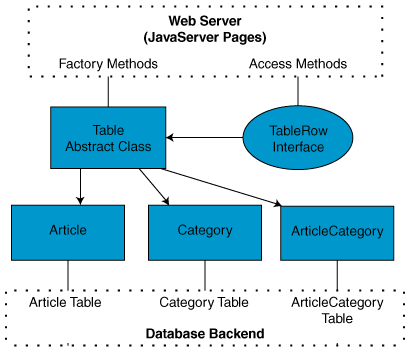 Web Server
(JavaServer Pages)
Factory Methods Access Methods
Table
Abstract Class
TableRow
Interface
Article Category ArticleCategory
Article Table Category Table ArticleCategory
Table
Database Backend